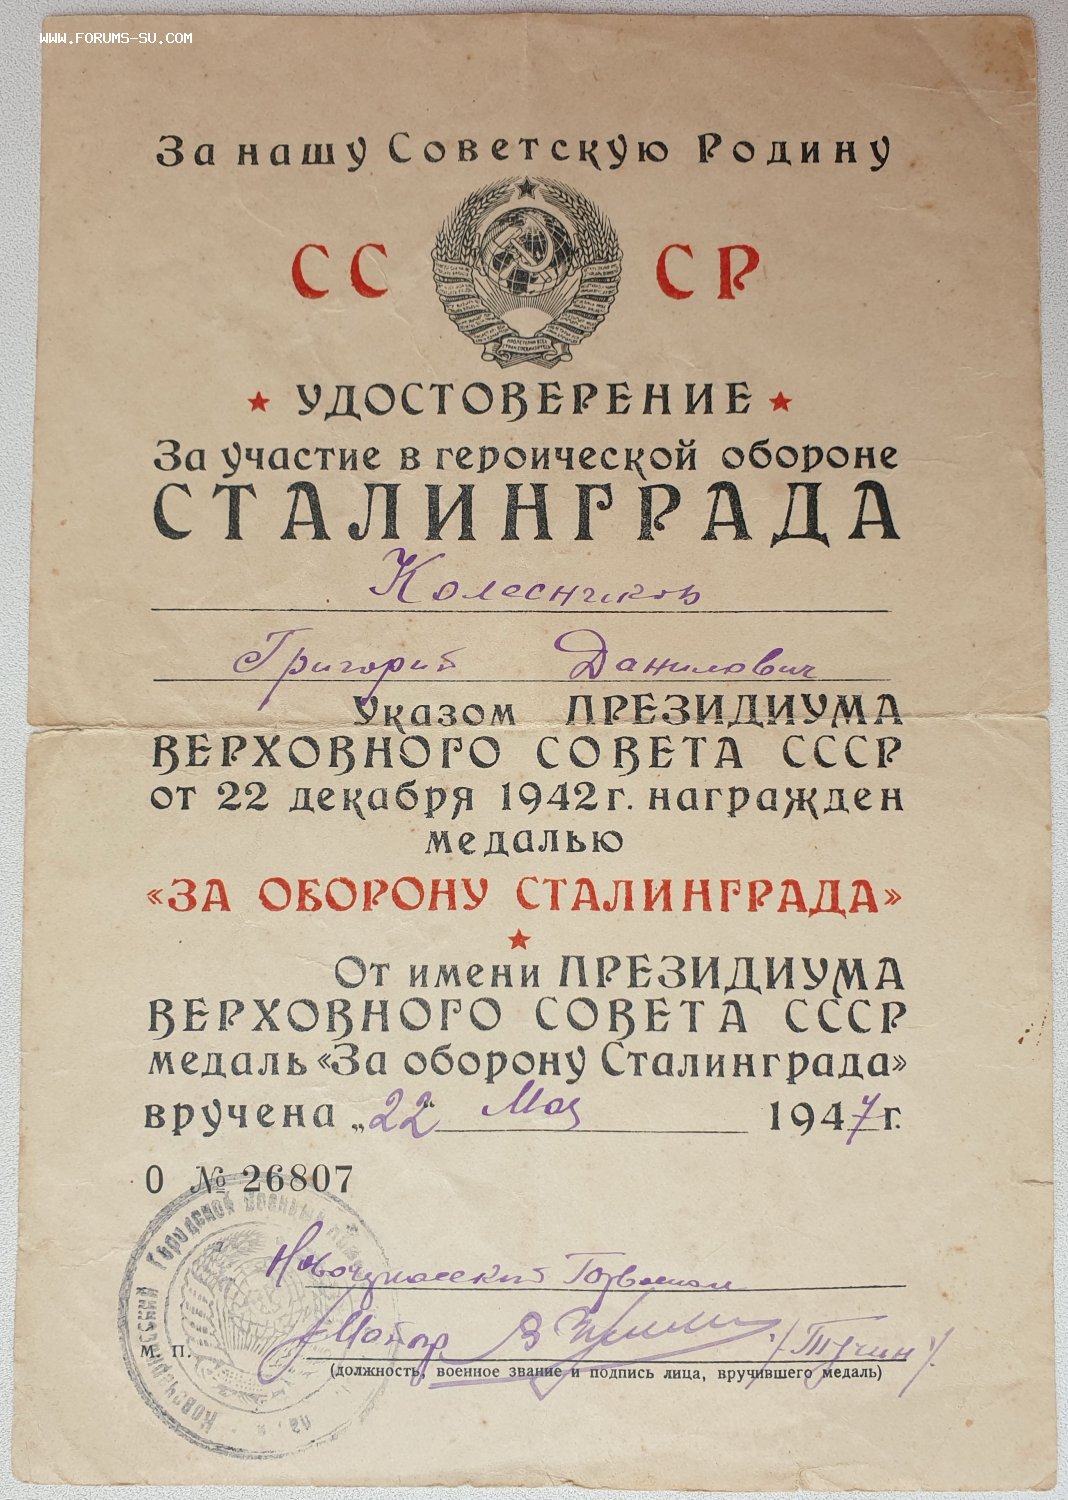 www.forums-su.com
За нашу Советскую Родину
СС СР
УДОСТОВЕРЕНИЕ
За участие в героической обороне
СТАЛИНГРАДА
Колесников
Григорий Данилович
Указом ПРЕЗИДИУМА
ВЕРХОВНОГО СОВЕТА СССР
от 22 декабря 1942 г. награжден
медалью
«ЗА ОБОРОНУ СТАЛИНГРАДА»
От имени ПРЕЗИДИУМА
ВЕРХОВНОГО СОВЕТА СССР
медаль «За оборону Сталинграда»
вручена „22“ Мая 1947 г.
О № 26807
Новочеркасский Горвоенком
Майор /Тучин/
м. п.
(должность, военное звание и подпись лица, вручившего медаль)